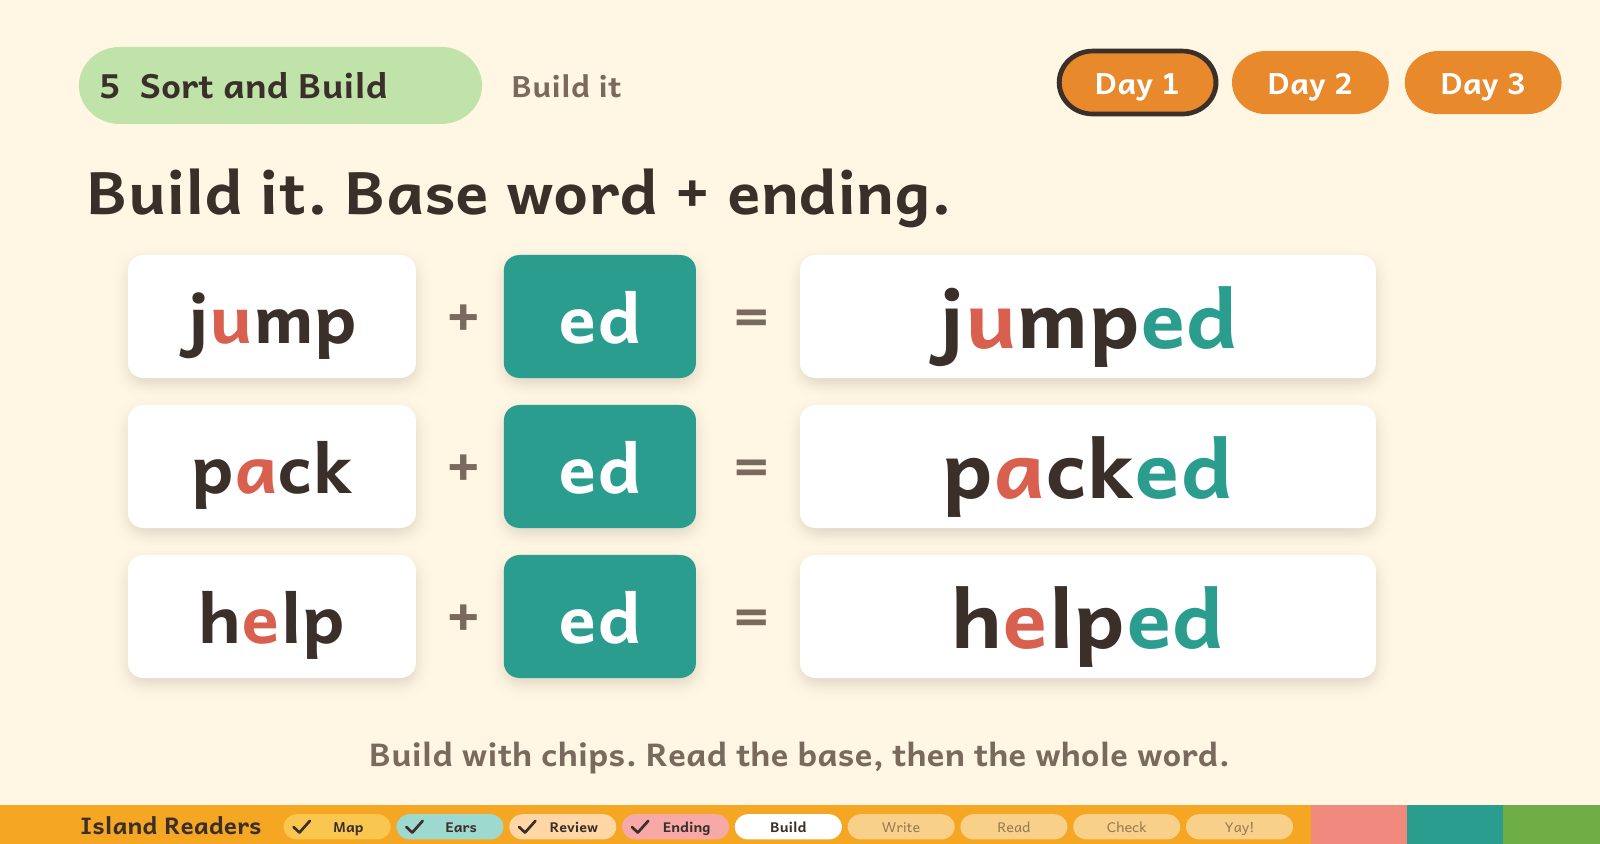 5 Sort and Build
Build it
Day 1
Day 2
Day 3
Build it. Base word + ending.
jump + ed = jumped
pack + ed = packed
help + ed = helped
Build with chips. Read the base, then the whole word.
Island Readers
Map
Ears
Review
Ending
Build
Write
Read
Check
Yay!